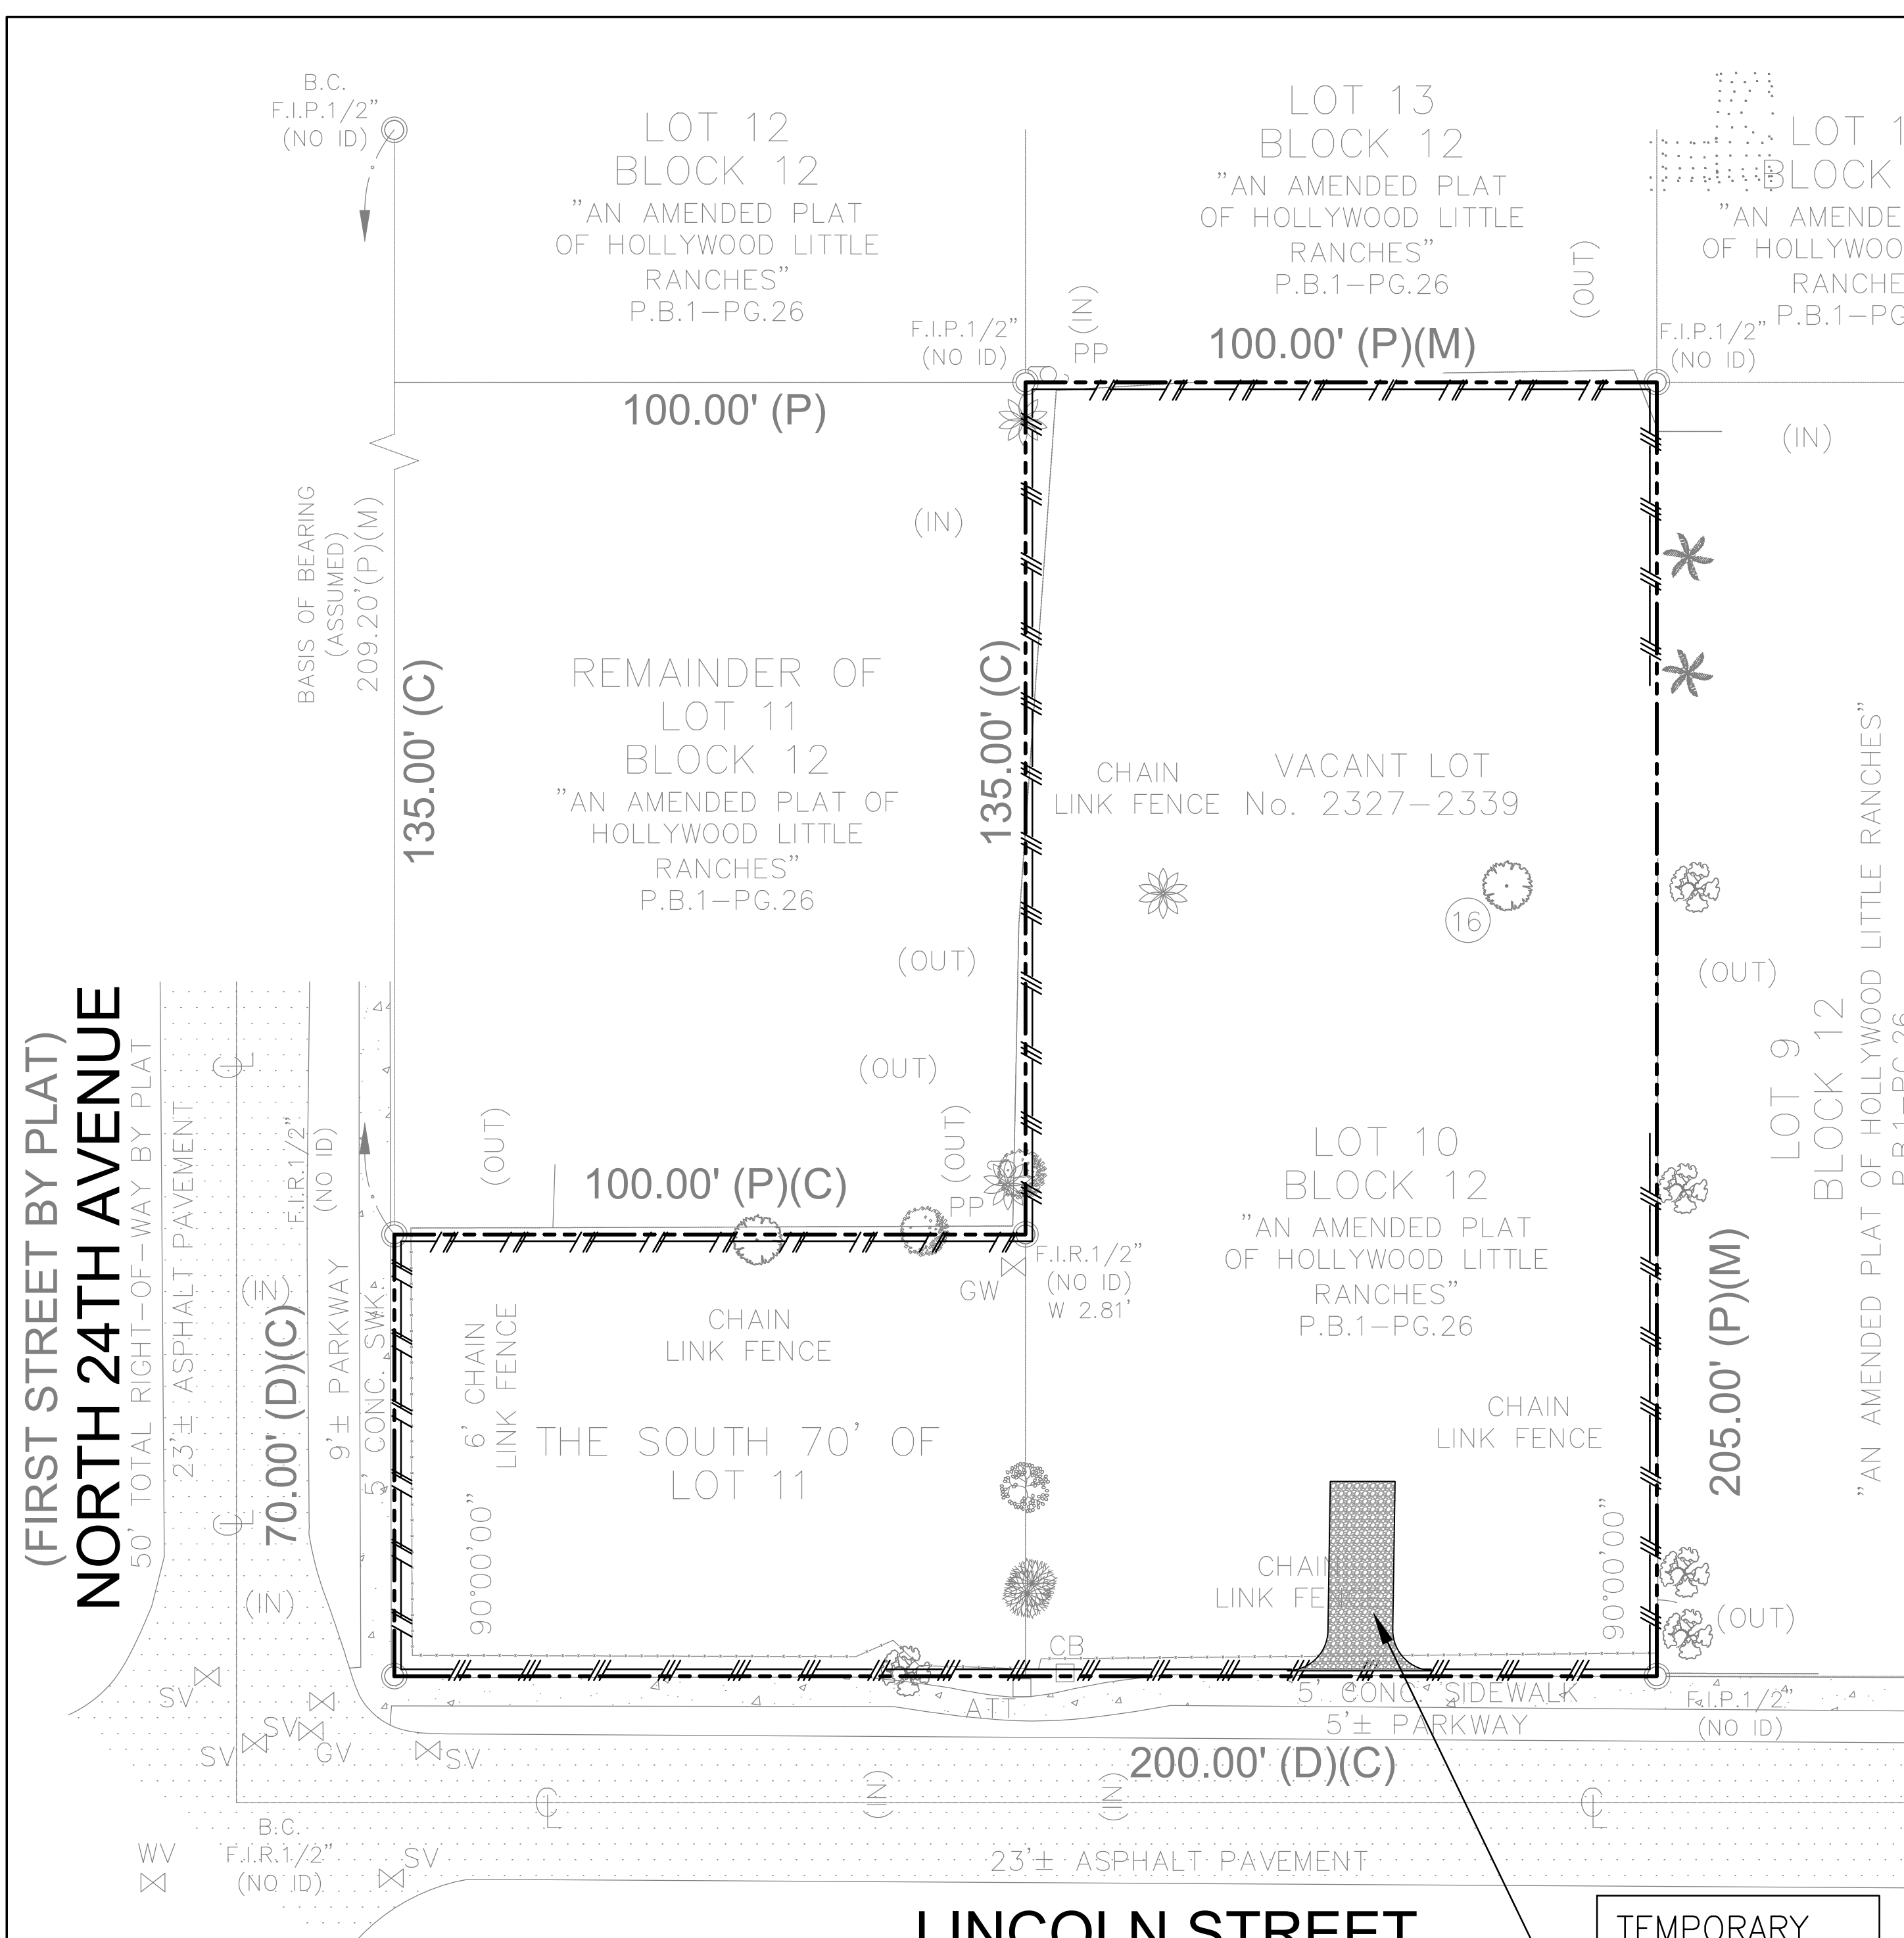 B.C.
F.I.P.1/2"
(NO ID)
LOT 12
BLOCK 12
"AN AMENDED PLAT
OF HOLLYWOOD LITTLE
RANCHES"
P.B.1-PG.26
LOT 13
BLOCK 12
"AN AMENDED PLAT
OF HOLLYWOOD LITTLE
RANCHES"
P.B.1-PG.26
(OUT)
LOT
BLOCK
"AN
OF
F.I.P.1/2"
(NO ID)
(IN)
PP
100.00' (P)(M)
F.I.P.1/2"
(NO ID)
100.00' (P)
(IN)
(IN)
BASIS OF BEARING
(ASSUMED)
209.20'(P)(M)
135.00' (C)
REMAINDER OF
LOT 11
BLOCK 12
"AN AMENDED PLAT OF
HOLLYWOOD LITTLE
RANCHES"
P.B.1-PG.26
135.00' (C)
CHAIN
LINK FENCE
VACANT LOT
No. 2327-2339
16
(OUT)
(OUT)
(OUT)
LOT 9
BLOCK 12
"AN AMENDED PLAT OF HOLLYWOOD LITTLE RANCHES"
(FIRST STREET BY PLAT)
NORTH 24TH AVENUE
50' TOTAL RIGHT-OF-WAY BY PLAT
23'± ASPHALT PAVEMENT
CL
F.I.R.1/2"
(NO ID)
(OUT)
100.00' (P)(C)
(OUT)
PP
LOT 10
BLOCK 12
"AN AMENDED PLAT
OF HOLLYWOOD LITTLE
RANCHES"
P.B.1-PG.26
F.I.R.1/2"
(NO ID)
W 2.81'
GW
(IN)
70.00' (D)(C)
9'± PARKWAY
5' CONC. SWK.
6' CHAIN
LINK FENCE
CHAIN
LINK FENCE
205.00' (P)(M)
CHAIN
LINK FENCE
THE SOUTH 70' OF
LOT 11
CL
90°00'00"
CHAIN
LINK
90°00'00"
(IN)
(OUT)
CB
SV
SV
SV
GV
SV
ATT
5' CONC. SIDEWALK
5'± PARKWAY
F.I.P.1/2"
(NO ID)
200.00' (D)(C)
(IN)
(IN)
CL
CL
B.C.
F.I.R.1/2"
(NO ID)
WV
SV
23'± ASPHALT PAVEMENT
LINCOLN STREET
TEMPORARY